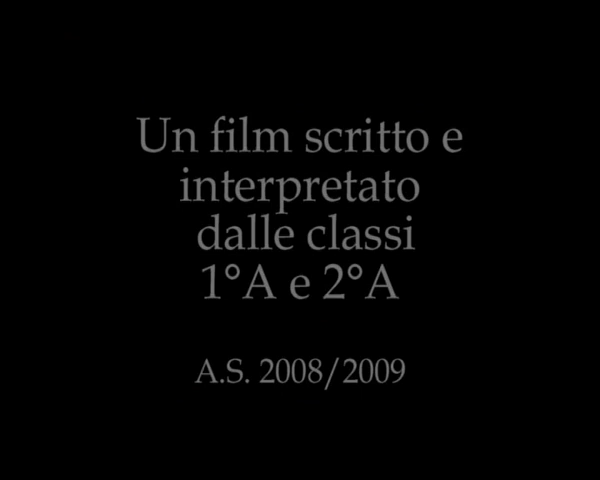 Un film scritto e
interpretato
dalle classi
1°A e 2°A
A.S. 2008/2009